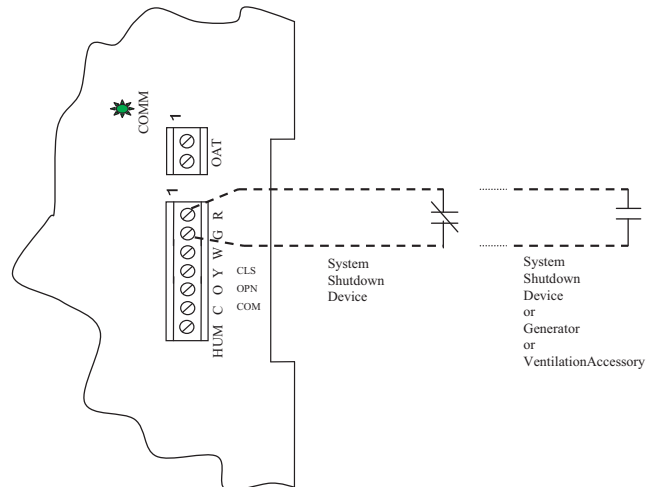 COMM
1
OAT
1
HUM C O Y W G R
CLS
OPN
COM
System
Shutdown
Device
System
Shutdown
Device
or
Generator
or
VentilationAccessory